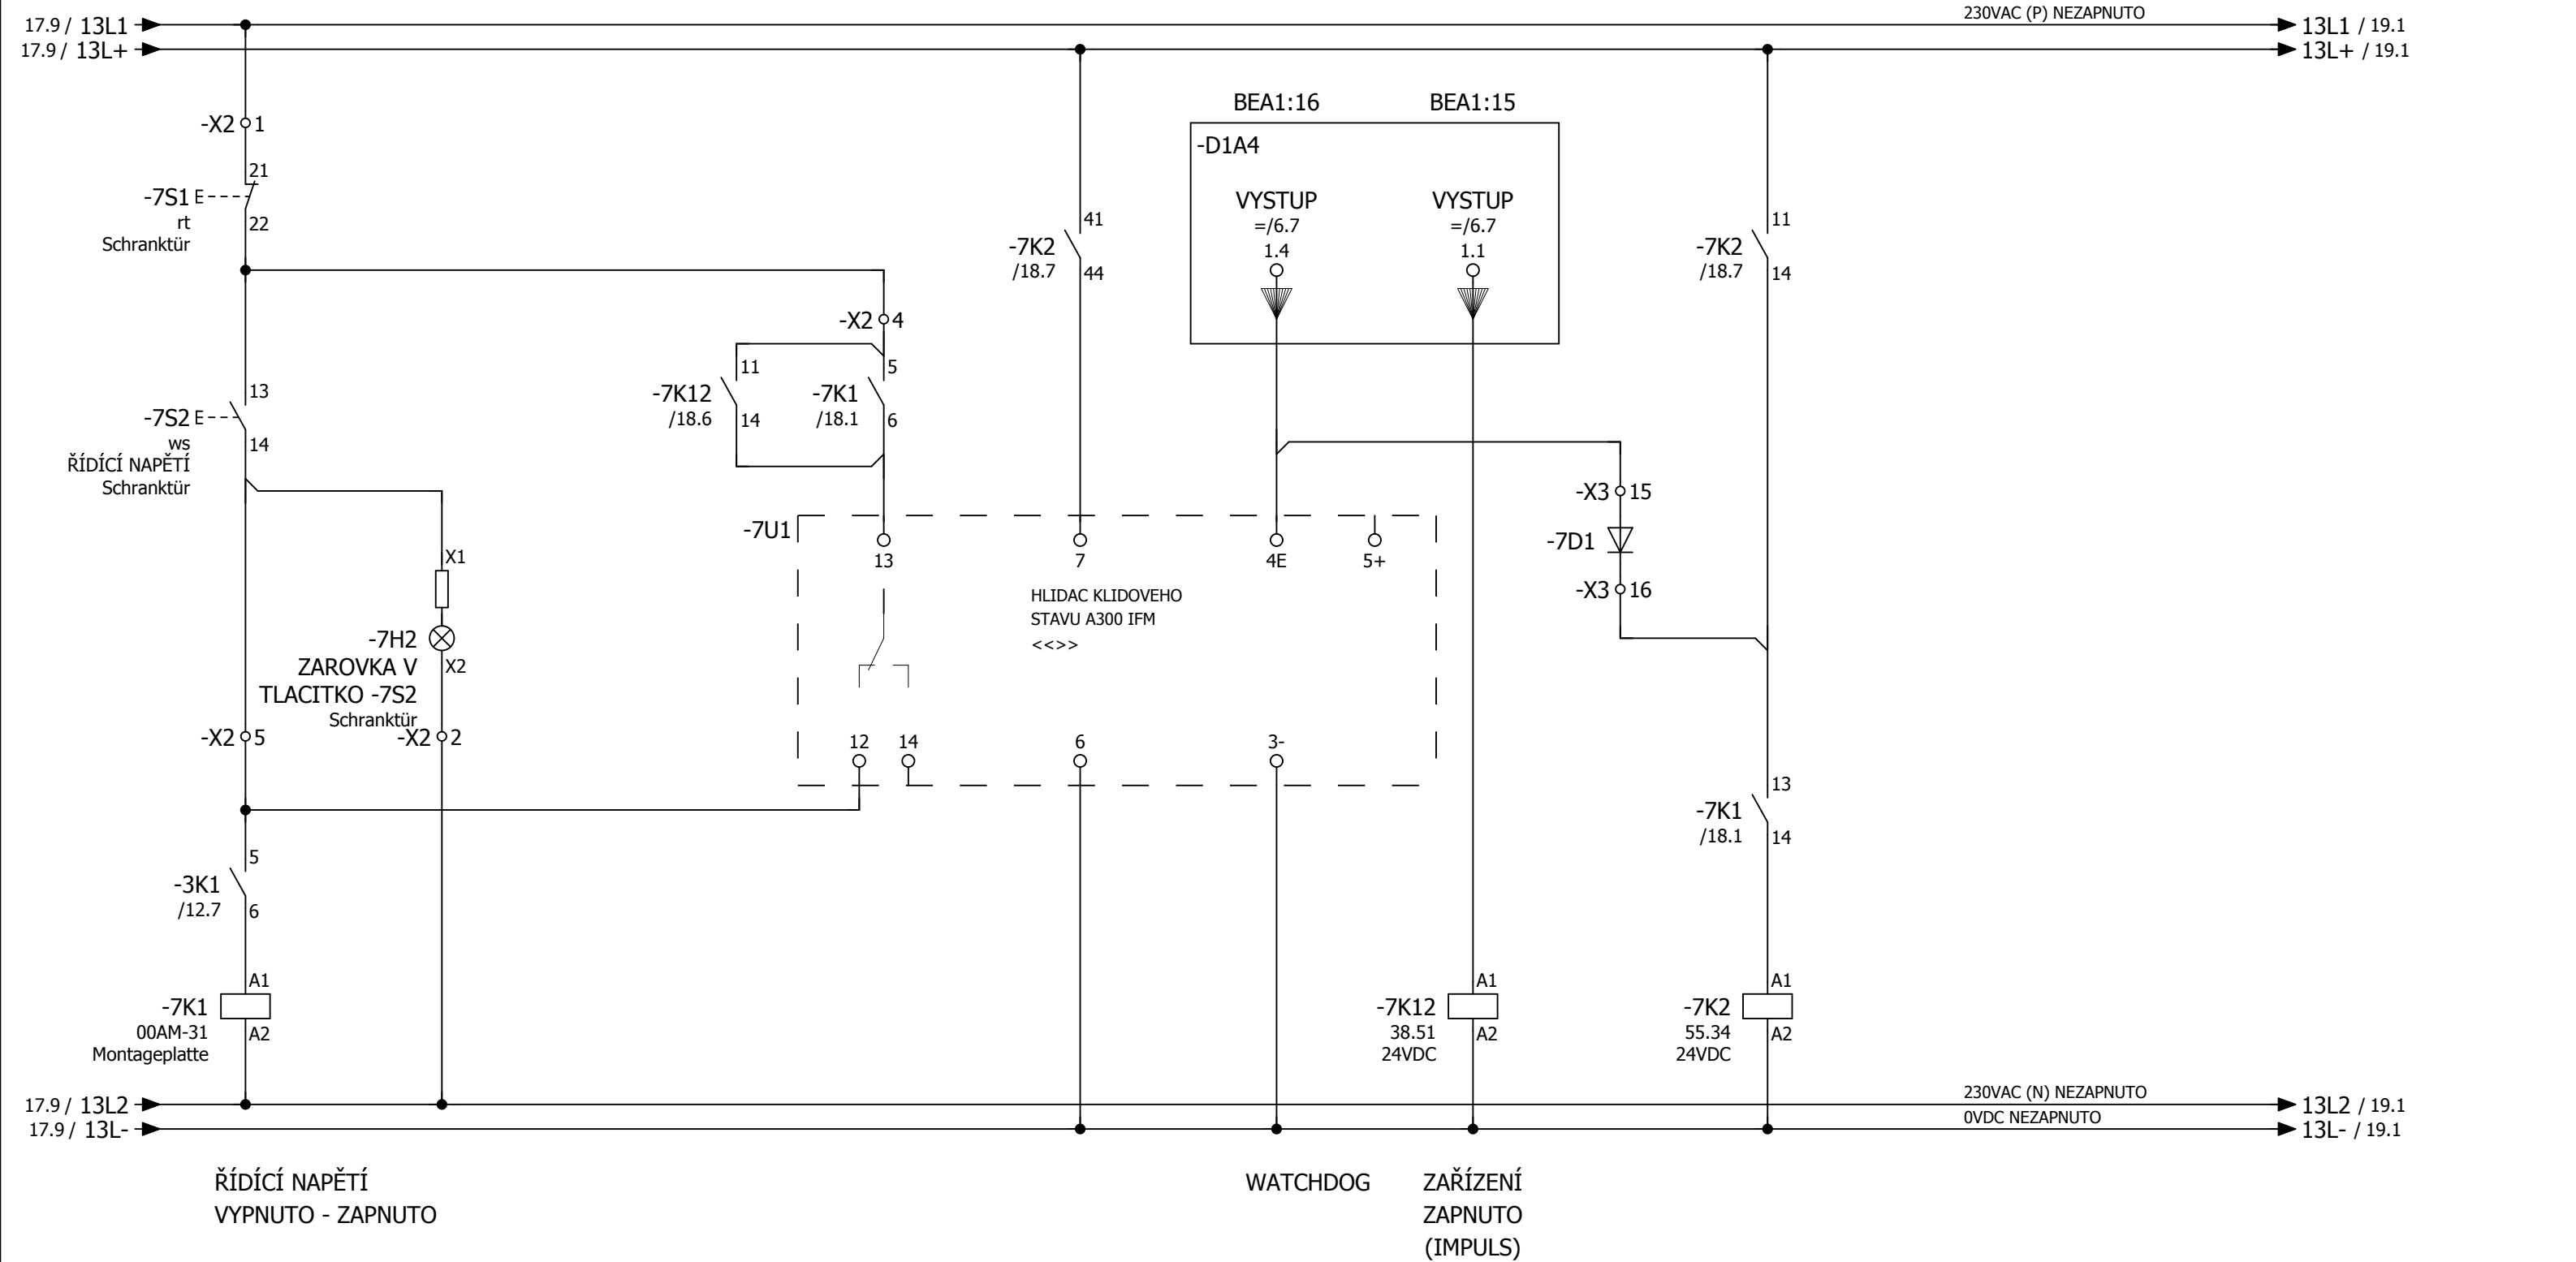 17.9 / 13L1
230VAC (P) NEZAPNUTO
13L1 / 19.1
17.9 / 13L+
13L+ / 19.1
BEA1:16
BEA1:15
-X2 1
-D1A4
21
-7S1
rt
22
Schranktür
VYSTUP
=/6.7
1.4
VYSTUP
=/6.7
1.1
41
-7K2
/18.7
44
11
-7K2
/18.7
14
-X2 4
11
-7K12
/18.6
14
5
-7K1
/18.1
6
13
-7S2
ws
14
ŘÍDÍCÍ NAPĚTÍ
Schranktür
-X3 15
-7D1
-X3 16
-7U1
13
7
4E
5+
HLIDAC KLIDOVEHO
STAVU A300 IFM
<<>>
X1
-7H2
ZAROVKA V
X2
TLACITKO -7S2
Schranktür
-X2 5
-X2 2
12
14
6
3-
13
-7K1
/18.1
14
5
-3K1
/12.7
6
A1
-7K1
00AM-31
A2
Montageplatte
A1
-7K12
38.51
A2
24VDC
A1
-7K2
55.34
A2
24VDC
17.9 / 13L2
230VAC (N) NEZAPNUTO
13L2 / 19.1
17.9 / 13L-
0VDC NEZAPNUTO
13L- / 19.1
ŘÍDÍCÍ NAPĚTÍ
VYPNUTO - ZAPNUTO
WATCHDOG
ZAŘÍZENÍ
ZAPNUTO
(IMPULS)